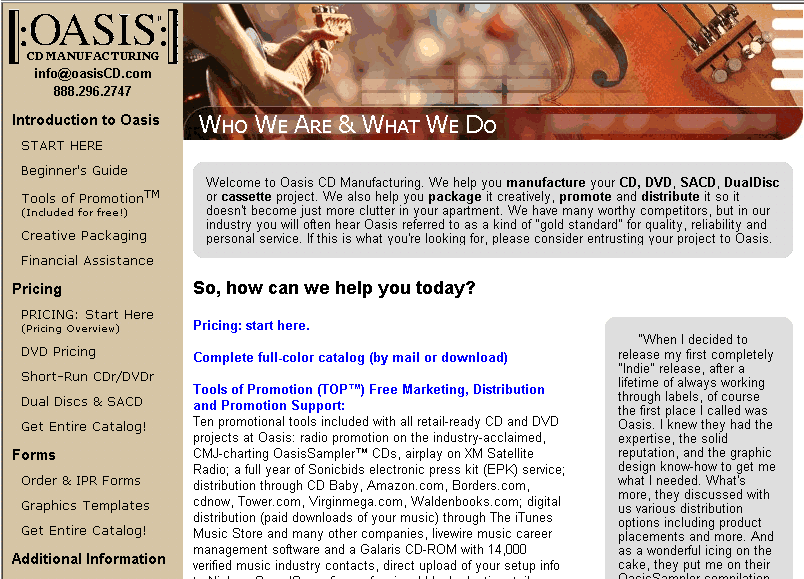 :OASIS:
CD MANUFACTURING
info@oasisCD.com
888.296.2747
Introduction to Oasis
START HERE
Beginner's Guide
Tools of Promotion™
(Included for free!)
Creative Packaging
Financial Assistance
Pricing
PRICING: Start Here
(Pricing Overview)
DVD Pricing
Short-Run CDr/DVDr
Dual Discs & SACD
Get Entire Catalog!
Forms
Order & IPR Forms
Graphics Templates
Get Entire Catalog!
Additional Information
WHO WE ARE & WHAT WE DO
Welcome to Oasis CD Manufacturing. We help you manufacture your CD, DVD, SACD, DualDisc
or cassette project. We also help you package it creatively, promote and distribute it so it
doesn't become just more clutter in your apartment. We have many worthy competitors, but in our
industry you will often hear Oasis referred to as a kind of "gold standard" for quality, reliability and
personal service. If this is what you're looking for, please consider entrusting your project to Oasis.
So, how can we help you today?
Pricing: start here.
Complete full-color catalog (by mail or download)
Tools of Promotion (TOP™) Free Marketing, Distribution
and Promotion Support:
Ten promotional tools included with all retail-ready CD and DVD
projects at Oasis: radio promotion on the industry-acclaimed,
CMJ-charting OasisSampler™ CDs, airplay on XM Satellite
Radio; a full year of Sonicbids electronic press kit (EPK) service;
distribution through CD Baby, Amazon.com, Borders.com,
cdnow, Tower.com, Virginmega.com, Waldenbooks.com; digital
distribution (paid downloads of your music) through The iTunes
Music Store and many other companies, livewire music career
management software and a Galaris CD-ROM with 14,000
verified music industry contacts, direct upload of your setup info
"When I decided to
release my first completely
"Indie" release, after a
lifetime of always working
through labels, of course
the first place I called was
Oasis. I knew they had the
expertise, the solid
reputation, and the graphic
design know-how to get me
what I needed. What's
more, they discussed with
us various distribution
options including product
placements and more. And
as a wonderful icing on the
cake, they put me on their
OasisSampler compilation